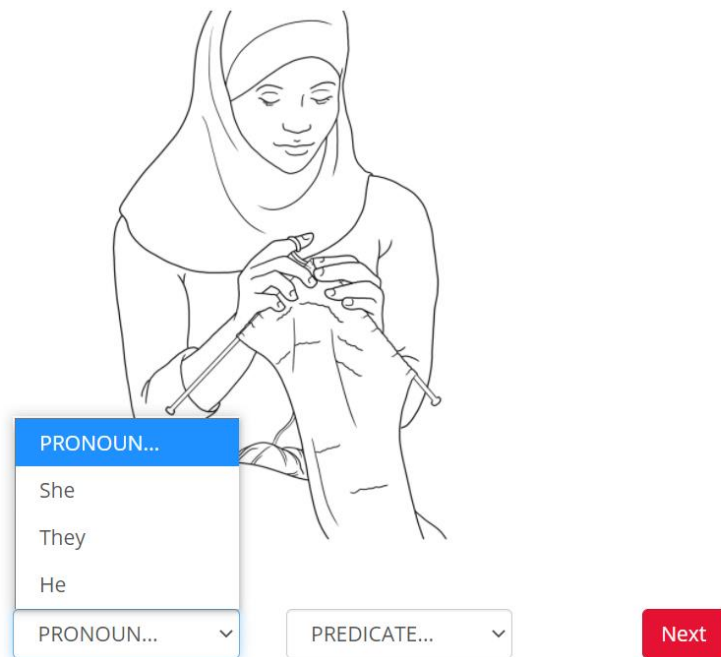 PRONOUN...
She
They
He
PRONOUN... PREDICATE... Next